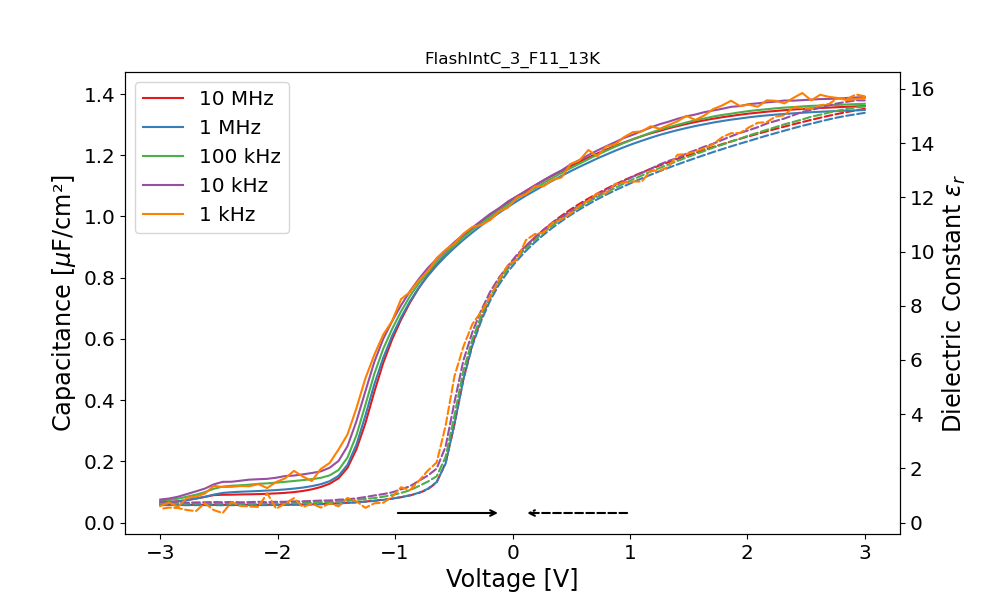 FlashIntC_3_F11_13K
10 MHz
1 MHz
100 kHz
10 kHz
1 kHz
Capacitance [μF/cm²]
1.4
1.2
1.0
0.8
0.6
0.4
0.2
0.0
16
14
12
10
8
6
4
2
0
Dielectric Constant εr
−3 −2 −1 0 1 2 3
Voltage [V]